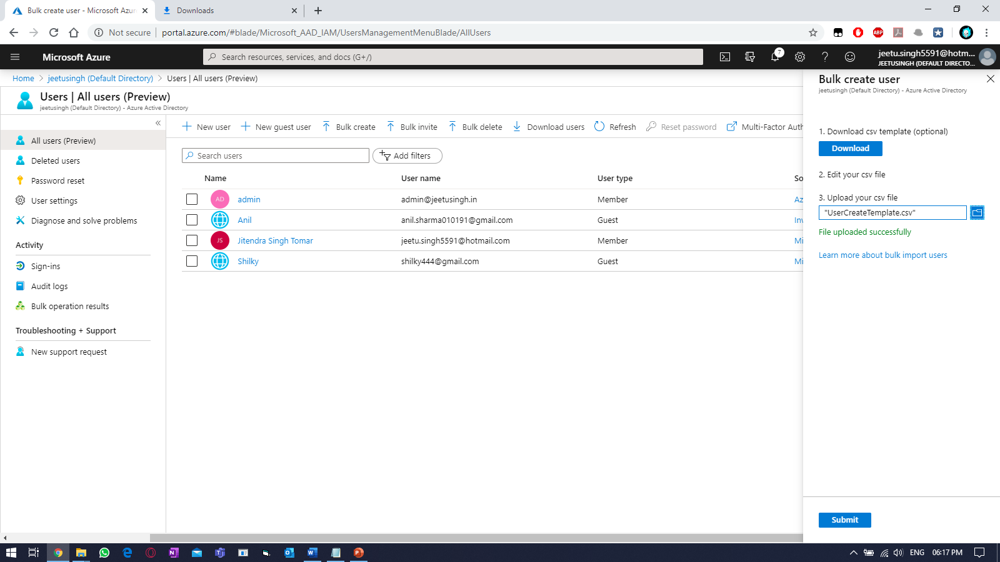 Bulk create user - Microsoft Azur
Downloads
Not secure
portal.azure.com/#blade/Microsoft_AAD_IAM/UsersManagementMenuBlade/AllUsers
ABP
Microsoft Azure
Search resources, services, and docs (G+/)
7
jeetu.singh5591@hotm...
JEETUSINGH (DEFAULT DIRECTO...
Home > jeetusingh (Default Directory) > Users | All users (Preview)
Users | All users (Preview)
jeetusingh (Default Directory) - Azure Active Directory
All users (Preview)
Deleted users
Password reset
User settings
Diagnose and solve problems
Activity
Sign-ins
Audit logs
Bulk operation results
Troubleshooting + Support
New support request
New user
New guest user
Bulk create
Bulk invite
Bulk delete
Download users
Refresh
Reset password
Multi-Factor Auth
Search users
Add filters
Name User name User type So
AD admin admin@jeetusingh.in Member Az
Anil anil.sharma010191@gmail.com Guest Inv
JS Jitendra Singh Tomar jeetu.singh5591@hotmail.com Member Mi
Shilky shilky444@gmail.com Guest Mi
Bulk create user
jeetusingh (Default Directory) - Azure Active Directory
1. Download csv template (optional)
Download
2. Edit your csv file
3. Upload your csv file
"UserCreateTemplate.csv"
File uploaded successfully
Learn more about bulk import users
Submit
ENG 06:17 PM